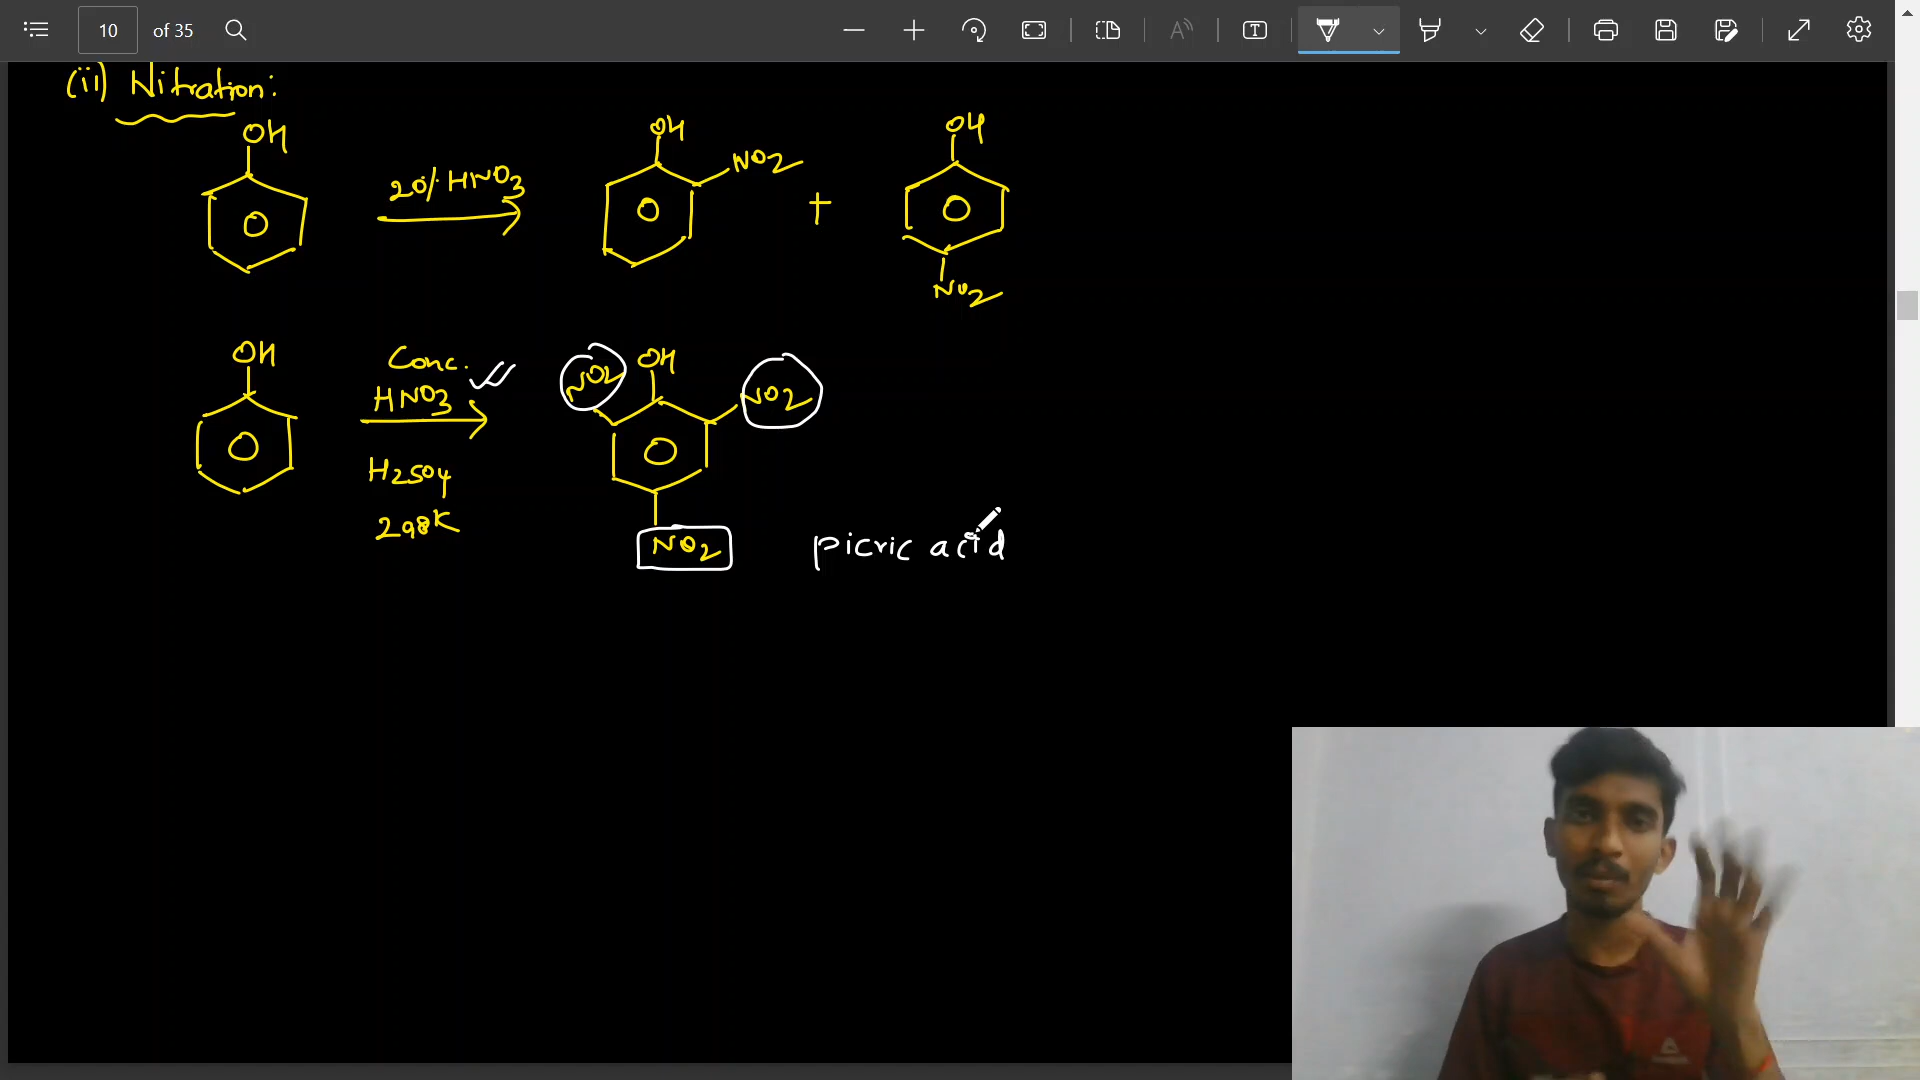 10 of 35
(ii) Nitration:
OH
20% HNO3
OH
NO2
+
OH
NO2
OH
Conc.
HNO3
H2SO4
298K
NO2
OH
NO2
NO2
picric acid